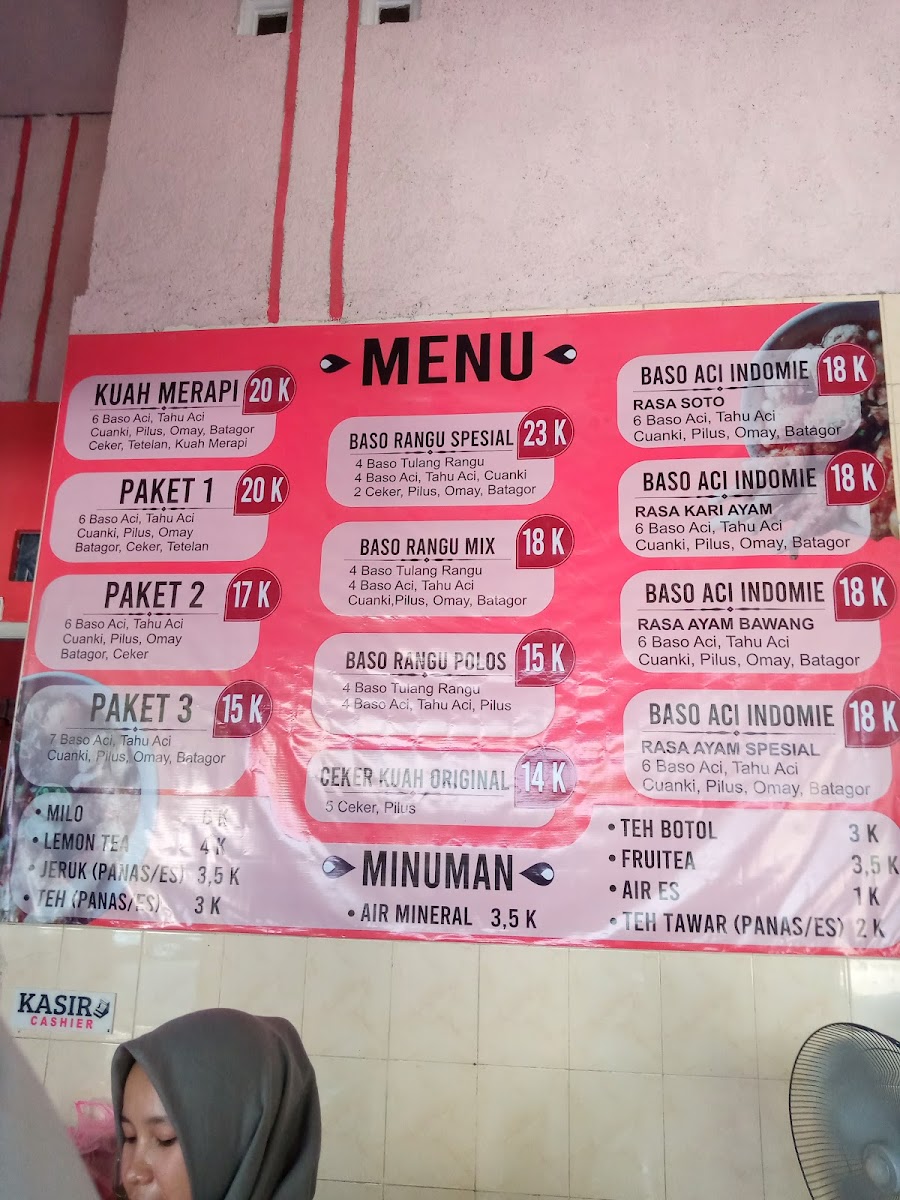 MENU
KUAH MERAPI 20 K
6 Baso Aci, Tahu Aci
Cuanki, Pilus, Omay, Batagor
Ceker, Tetelan, Kuah Merapi
PAKET 1 20 K
6 Baso Aci, Tahu Aci
Cuanki, Pilus, Omay
Batagor, Ceker, Tetelan
PAKET 2 17 K
6 Baso Aci, Tahu Aci
Cuanki, Pilus, Omay
Batagor, Ceker
PAKET 3 15 K
7 Baso Aci, Tahu Aci
Cuanki, Pilus, Omay, Batagor
BASO RANGU SPESIAL 23 K
4 Baso Tulang Rangu
4 Baso Aci, Tahu Aci, Cuanki
2 Ceker, Pilus, Omay, Batagor
BASO RANGU MIX 18 K
4 Baso Tulang Rangu
4 Baso Aci, Tahu Aci
Cuanki,Pilus, Omay, Batagor
BASO RANGU POLOS 15 K
4 Baso Tulang Rangu
4 Baso Aci, Tahu Aci, Pilus
CEKER KUAH ORIGINAL 14 K
5 Ceker, Pilus
BASO ACI INDOMIE 18 K
RASA SOTO
6 Baso Aci, Tahu Aci
Cuanki, Pilus, Omay, Batagor
BASO ACI INDOMIE 18 K
RASA KARI AYAM
6 Baso Aci, Tahu Aci
Cuanki, Pilus, Omay, Batagor
BASO ACI INDOMIE 18 K
RASA AYAM BAWANG
6 Baso Aci, Tahu Aci
Cuanki, Pilus, Omay, Batagor
BASO ACI INDOMIE 18 K
RASA AYAM SPESIAL
6 Baso Aci, Tahu Aci
Cuanki, Pilus, Omay, Batagor
MINUMAN
• MILO K
• LEMON TEA 4 K
• JERUK (PANAS/ES) 3,5 K
• TEH (PANAS/ES) 3 K
• AIR MINERAL 3,5 K
• TEH BOTOL 3 K
• FRUITEA 3,5 K
• AIR ES 1 K
• TEH TAWAR (PANAS/ES) 2 K
KASIR
CASHIER